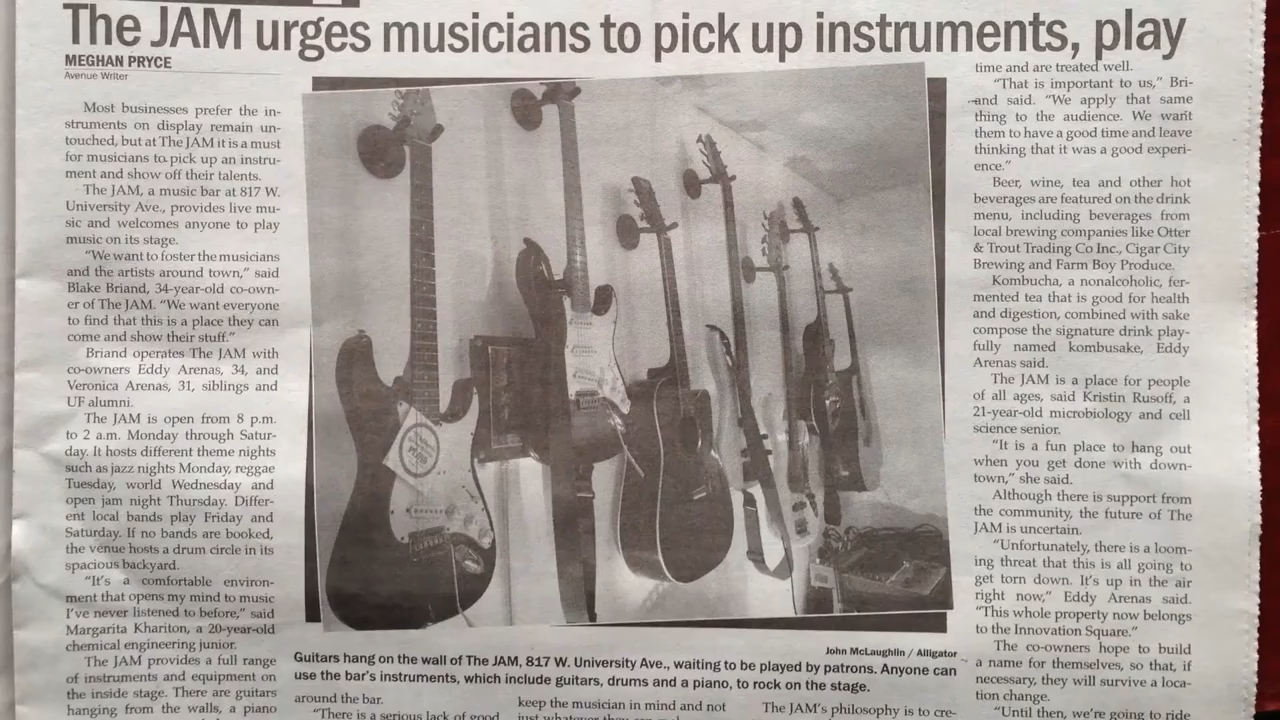 The JAM urges musicians to pick up instruments, play
MEGHAN PRYCE
Avenue Writer
Most businesses prefer the in-
struments on display remain un-
touched, but at The JAM it is a must
for musicians to pick up an instru-
ment and show off their talents.
The JAM, a music bar at 817 W.
University Ave., provides live mu-
sic and welcomes anyone to play
music on its stage.
"We want to foster the musicians
and the artists around town," said
Blake Briand, 34-year-old co-own-
er of The JAM. "We want everyone
to find that this is a place they can
come and show their stuff."
Briand operates The JAM with
co-owners Eddy Arenas, 34, and
Veronica Arenas, 31, siblings and
UF alumni.
The JAM is open from 8 p.m.
to 2 a.m. Monday through Satur-
day. It hosts different theme nights
such as jazz nights Monday, reggae
Tuesday, world Wednesday and
open jam night Thursday. Differ-
ent local bands play Friday and
Saturday. If no bands are booked,
the venue hosts a drum circle in its
spacious backyard.
"It's a comfortable environ-
ment that opens my mind to music
I've never listened to before," said
Margarita Khariton, a 20-year-old
chemical engineering junior.
The JAM provides a full range
of instruments and equipment on
the inside stage. There are guitars
hanging from the walls, a piano
John McLaughlin / Alligator
Guitars hang on the wall of The JAM, 817 W. University Ave., waiting to be played by patrons. Anyone can
use the bar's instruments, which include guitars, drums and a piano, to rock on the stage.
around the bar.
"There is a serious lack of good
keep the musician in mind and not
just whatever they can
The JAM's philosophy is to cre-
time and are treated well.
"That is important to us," Bri-
and said. "We apply that same
thing to the audience. We want
them to have a good time and leave
thinking that it was a good experi-
ence."
Beer, wine, tea and other hot
beverages are featured on the drink
menu, including beverages from
local brewing companies like Otter
& Trout Trading Co Inc., Cigar City
Brewing and Farm Boy Produce.
Kombucha, a nonalcoholic, fer-
mented tea that is good for health
and digestion, combined with sake
compose the signature drink play-
fully named kombusake, Eddy
Arenas said.
The JAM is a place for people
of all ages, said Kristin Rusoff, a
21-year-old microbiology and cell
science senior.
"It is a fun place to hang out
when you get done with down-
town," she said.
Although there is support from
the community, the future of The
JAM is uncertain.
"Unfortunately, there is a loom-
ing threat that this is all going to
get torn down. It's up in the air
right now," Eddy Arenas said.
"This whole property now belongs
to the Innovation Square."
The co-owners hope to build
a name for themselves, so that, if
necessary, they will survive a loca-
tion change.
"Until then, we're going to ride